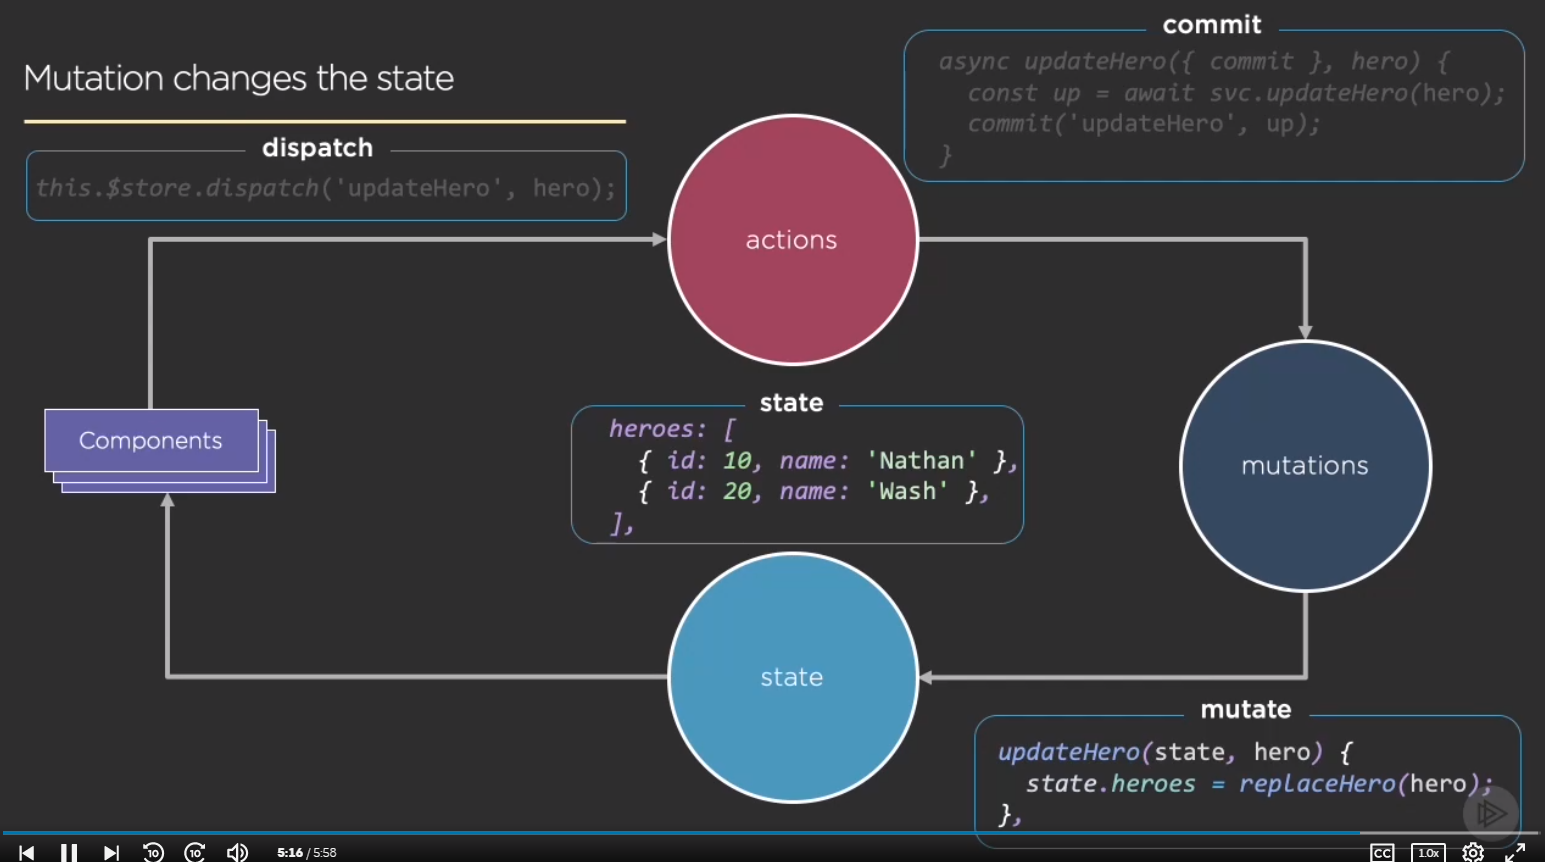 Mutation changes the state
commit
async updateHero({ commit }, hero) {
const up = await svc.updateHero(hero);
commit('updateHero', up);
}
dispatch
this.$store.dispatch('updateHero', hero);
actions
Components
state
heroes: [
{ id: 10, name: 'Nathan' },
{ id: 20, name: 'Wash' },
],
mutations
state
mutate
updateHero(state, hero) {
state.heroes = replaceHero(hero);
},
10
10
5:16 / 5:58
CC
1.0x